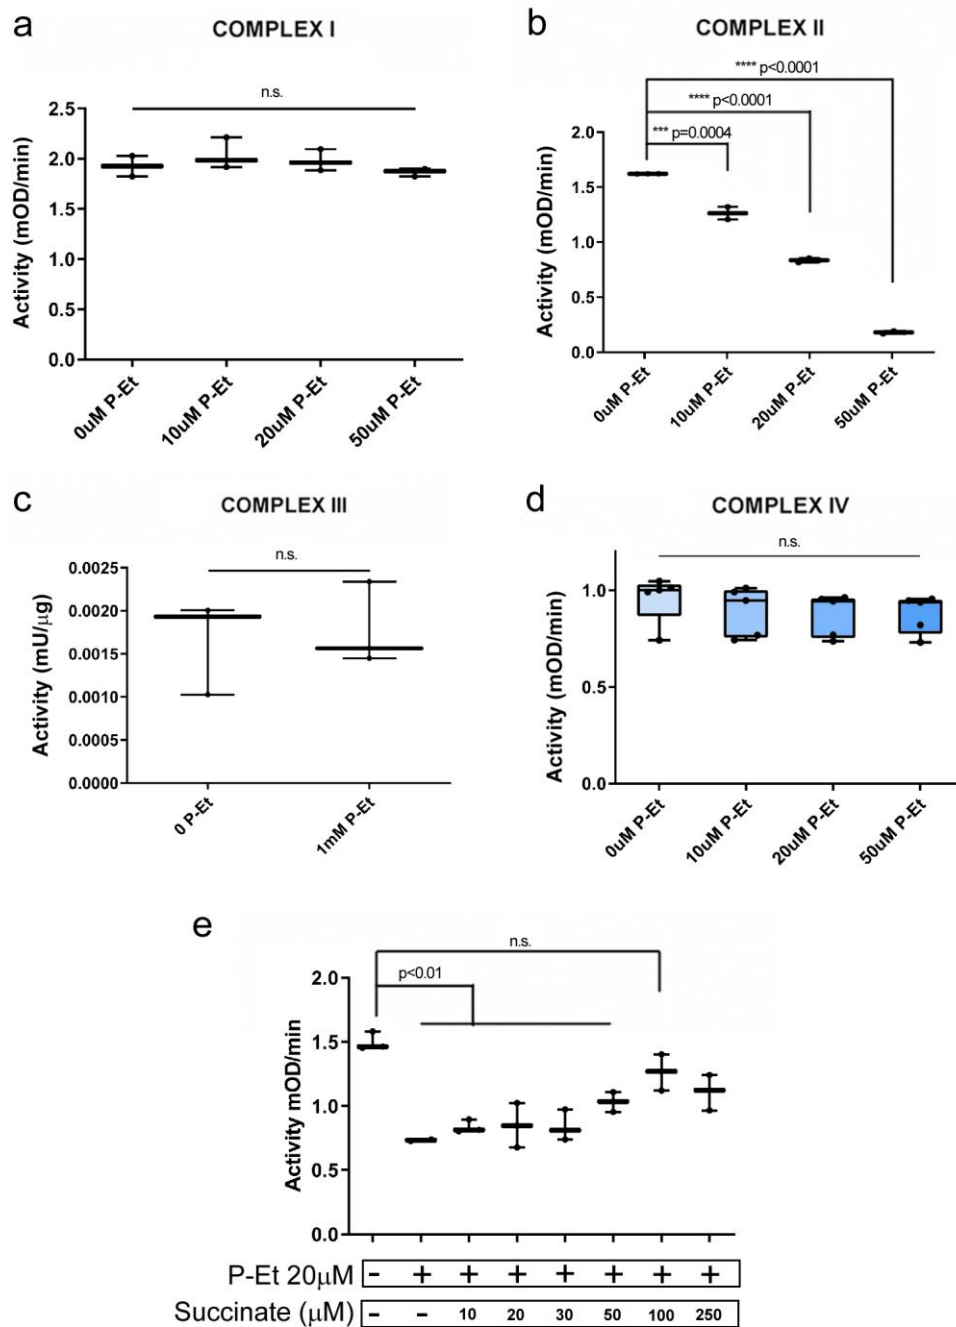 a
COMPLEX I
n.s.
2.5
2.0
1.5
1.0
0.5
0.0
Activity (mOD/min)
0uM P-Et
10uM P-Et
20uM P-Et
50uM P-Et
b
COMPLEX II
**** p<0.0001
**** p<0.0001
*** p=0.0004
2.0
1.5
1.0
0.5
0.0
Activity (mOD/min)
0uM P-Et
10uM P-Et
20uM P-Et
50uM P-Et
c
COMPLEX III
n.s.
0.0025
0.0020
0.0015
0.0010
0.0005
0.0000
Activity (mU/μg)
0 P-Et
1mM P-Et
d
COMPLEX IV
n.s.
1.0
0.5
0.0
Activity (mOD/min)
0uM P-Et
10uM P-Et
20uM P-Et
50uM P-Et
e
n.s.
p<0.01
2.0
1.5
1.0
0.5
0.0
Activity mOD/min
P-Et 20μM - + + + + + + +
Succinate (μM) - - 10 20 30 50 100 250